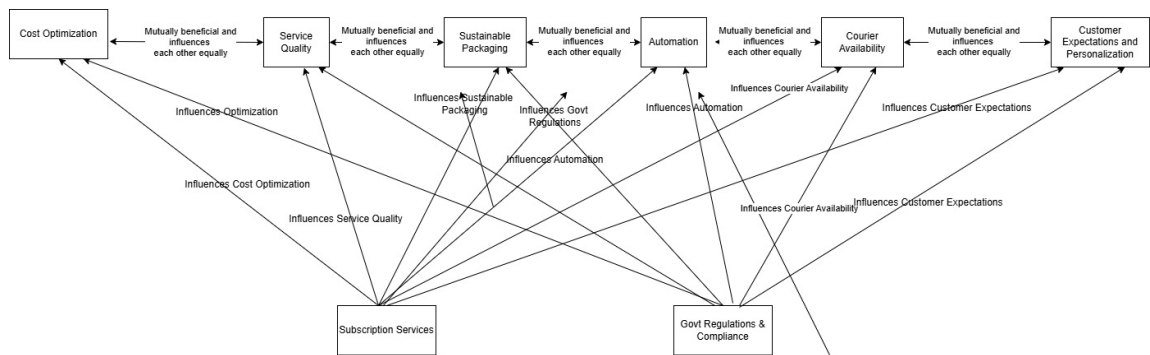 Cost Optimization
Mutually beneficial and
influences
each other equally
Service
Quality
Mutually beneficial and
influences
each other equally
Sustainable
Packaging
Mutually beneficial and
influences
each other equally
Automation
Mutually beneficial and
influences
each other equally
Courier
Availability
Mutually beneficial and
influences
each other equally
Customer
Expectations and
Personalization
Influences Optimization
Influences Sustainable
Packaging
Influences Govt
Regulations
Influences Automation
Influences Courier Availability
Influences Customer Expectations
Influences Automation
Influences Cost Optimization
Influences Service Quality
Influences Courier Availability
Influences Customer Expectations
Subscription Services
Govt Regulations &
Compliance